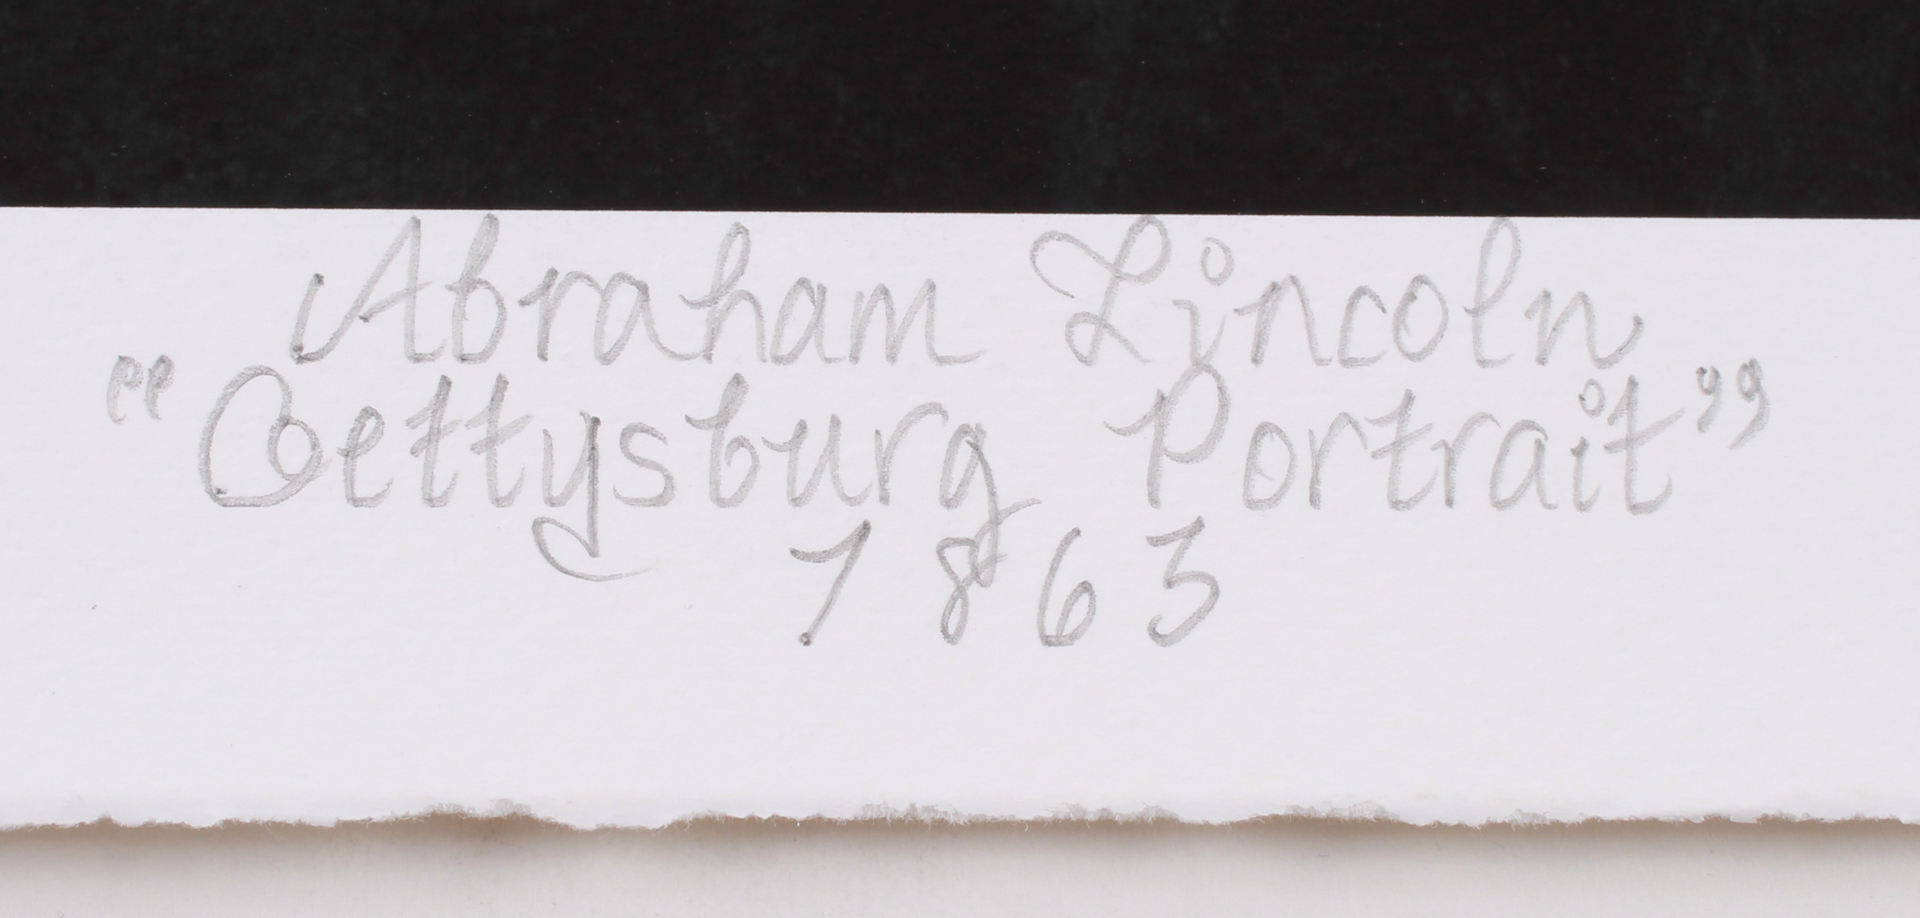 Abraham Lincoln
“Gettysburg Portrait”
1863